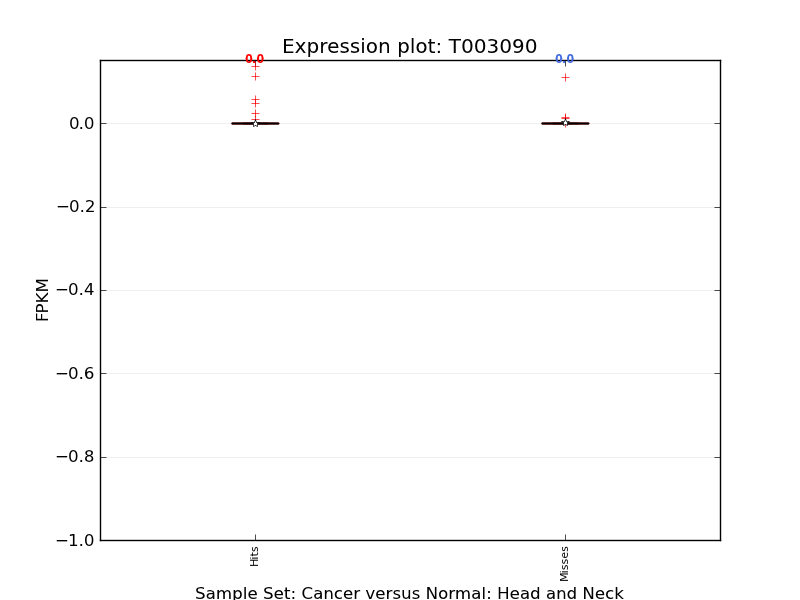 Expression plot: T003090
0.0 0.0
0.0
−0.2
−0.4
−0.6
−0.8
−1.0
FPKM
Hits Misses
Sample Set: Cancer versus Normal: Head and Neck